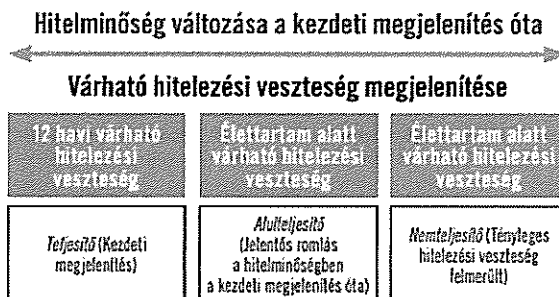 Hitelminőség változása a kezdeti megjelenítés óta
Várható hitelezési veszteség megjelenítése
12 havi várható
hitelezési
veszteség
Élettartam alatt
várható hitelezési
veszteség
Élettartam alatt
várható hitelezési
veszteség
Teljesítő (Kezdeti
megjelenítés)
Alulteljesítő
(Jelentős romlás
a hitelminőségben
a kezdeti megjelenítés óta)
Nemteljesítő (Tényleges
hitelezési veszteség
felmerült)